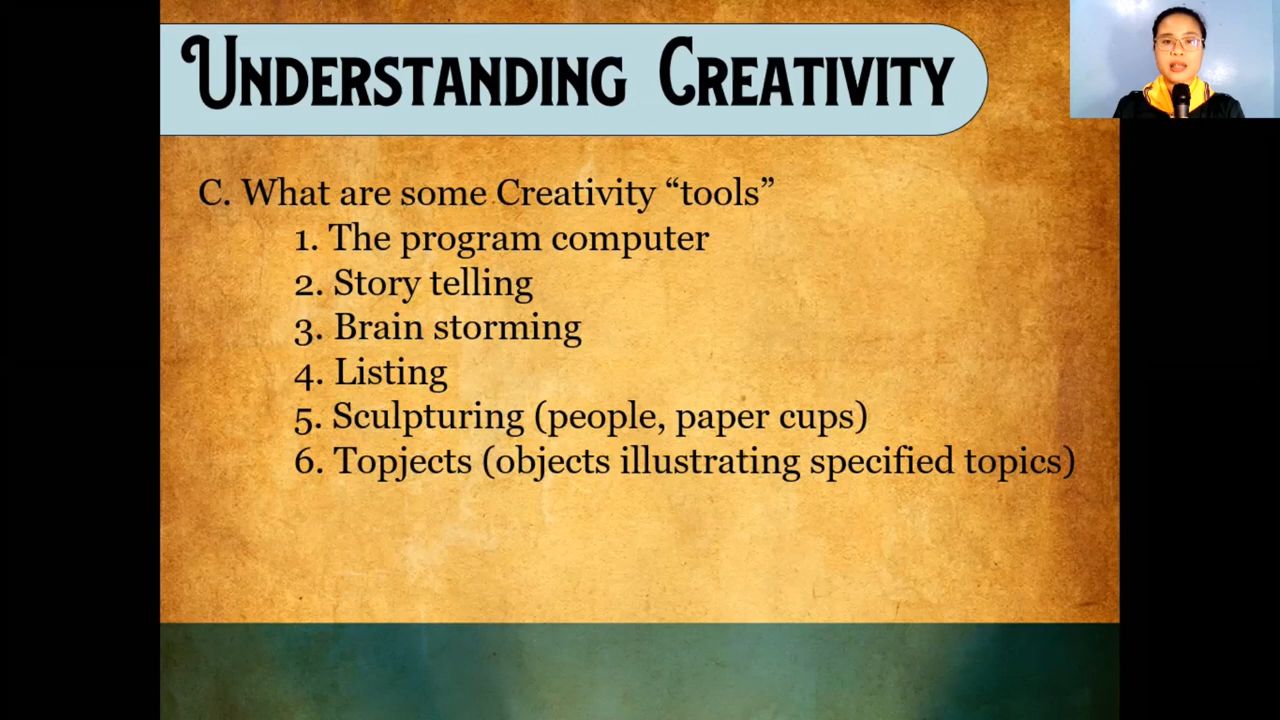 Understanding Creativity
C. What are some Creativity “tools”
1. The program computer
2. Story telling
3. Brain storming
4. Listing
5. Sculpturing (people, paper cups)
6. Topjects (objects illustrating specified topics)